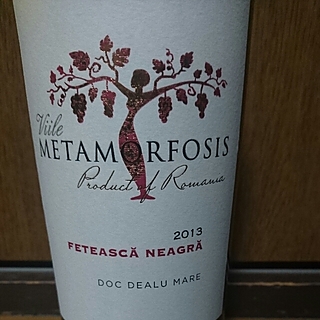 Viile
METAMORFOSIS
Product of Romania
2013
FETEASCĂ NEAGRĂ
DOC DEALU MARE